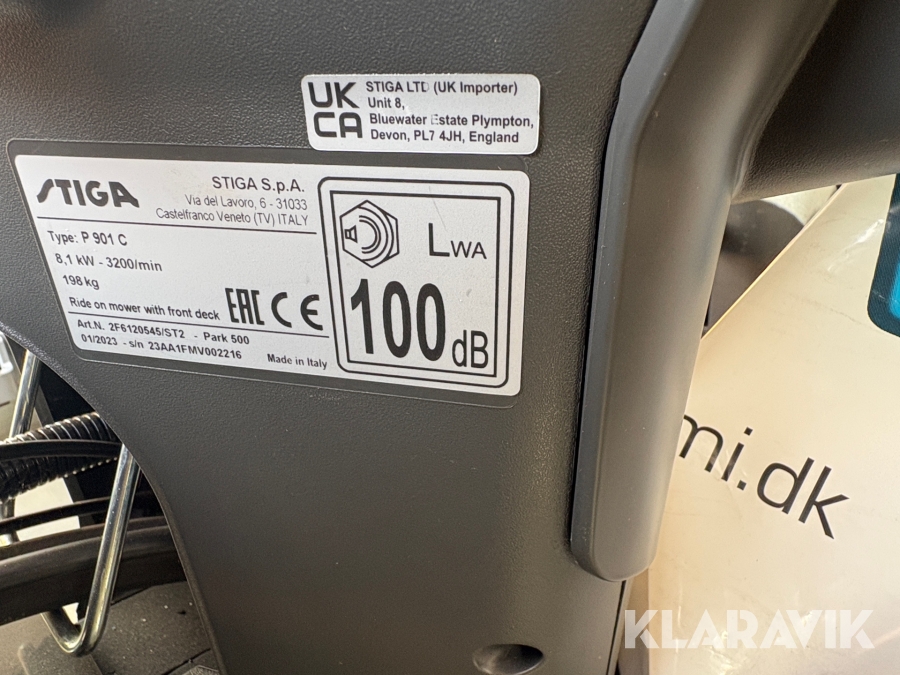 UK
CA
STIGA LTD (UK Importer)
Unit 8,
Bluewater Estate Plympton,
Devon, PL7 4JH, England
STIGA
STIGA S.p.A.
Via del Lavoro, 6 - 31033
Castelfranco Veneto (TV) ITALY
Type: P 901 C
8,1 kW - 3200/min
198 kg
Ride on mower with front deck
EAC CE
Art.N. 2F6120545/ST2 - Park 500
01/2023 - s/n 23AA1FMV002216
Made in Italy
LWA
100 dB
mi.dk
KLARAVIK